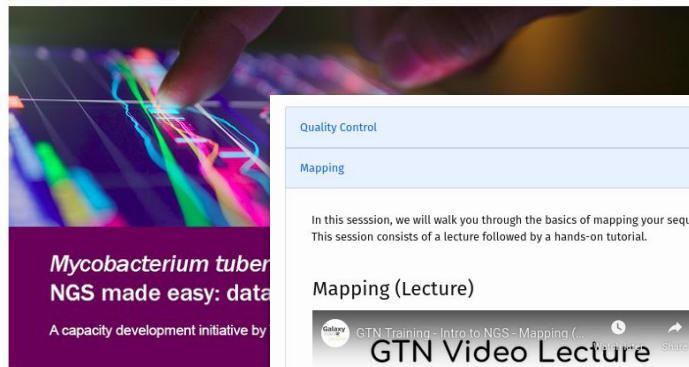 Quality Control
Mapping
In this sesssion, we will walk you through the basics of mapping your sequ
This session consists of a lecture followed by a hands-on tutorial.
Mycobacterium tuber
NGS made easy: data
A capacity development initiative by
Mapping (Lecture)
Galaxy
GTN Training - Intro to NGS - Mapping (...
Share
GTN Video Lecture